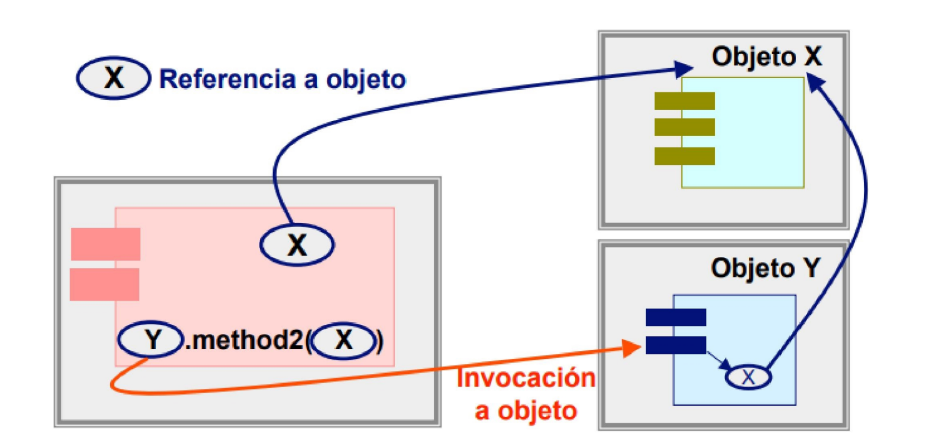 X Referencia a objeto
Objeto X
X
Objeto Y
Y .method2( X )
X
Invocación
a objeto